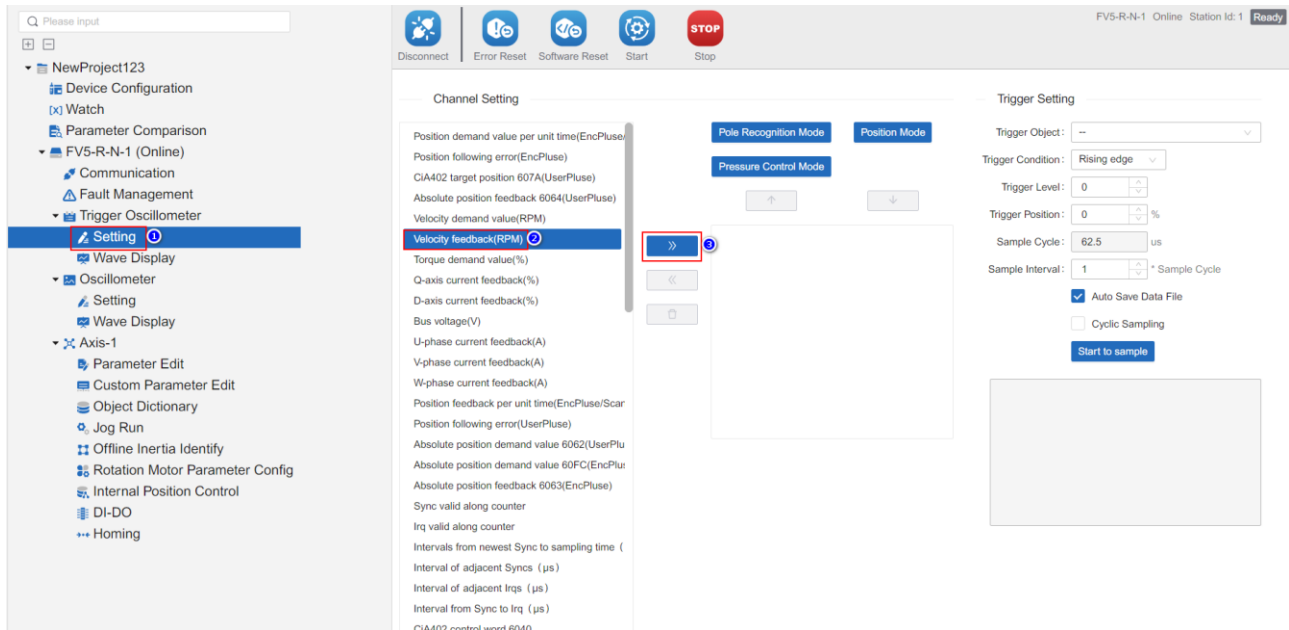 Please input
NewProject123
Device Configuration
[x] Watch
Parameter Comparison
FV5-R-N-1 (Online)
Communication
Fault Management
Trigger Oscillometer
Setting 1
Wave Display
Oscillometer
Setting
Wave Display
Axis-1
Parameter Edit
Custom Parameter Edit
Object Dictionary
Jog Run
Offline Inertia Identify
Rotation Motor Parameter Config
Internal Position Control
DI-DO
Homing
STOP
Disconnect Error Reset Software Reset Start Stop
FV5-R-N-1 Online Station Id: 1 Ready
Channel Setting
Position demand value per unit time(EncPluse/
Position following error(EncPluse)
CiA402 target position 607A(UserPluse)
Absolute position feedback 6064(UserPluse)
Velocity demand value(RPM)
Velocity feedback(RPM) 2
Torque demand value(%)
Q-axis current feedback(%)
D-axis current feedback(%)
Bus voltage(V)
U-phase current feedback(A)
V-phase current feedback(A)
W-phase current feedback(A)
Position feedback per unit time(EncPluse/Scar
Position following error(UserPluse)
Absolute position demand value 6062(UserPlu
Absolute position demand value 60FC(EncPlu
Absolute position feedback 6063(EncPluse)
Sync valid along counter
Irq valid along counter
Intervals from newest Sync to sampling time (
Interval of adjacent Syncs (μs)
Interval of adjacent Irqs (μs)
Interval from Sync to Irq (μs)
CiA402 control word 6040
Pole Recognition Mode Position Mode
Pressure Control Mode
↑ ↓
» 3
«
Trigger Setting
Trigger Object : --
Trigger Condition : Rising edge
Trigger Level : 0
Trigger Position : 0 %
Sample Cycle : 62.5 us
Sample Interval : 1 * Sample Cycle
Auto Save Data File
Cyclic Sampling
Start to sample